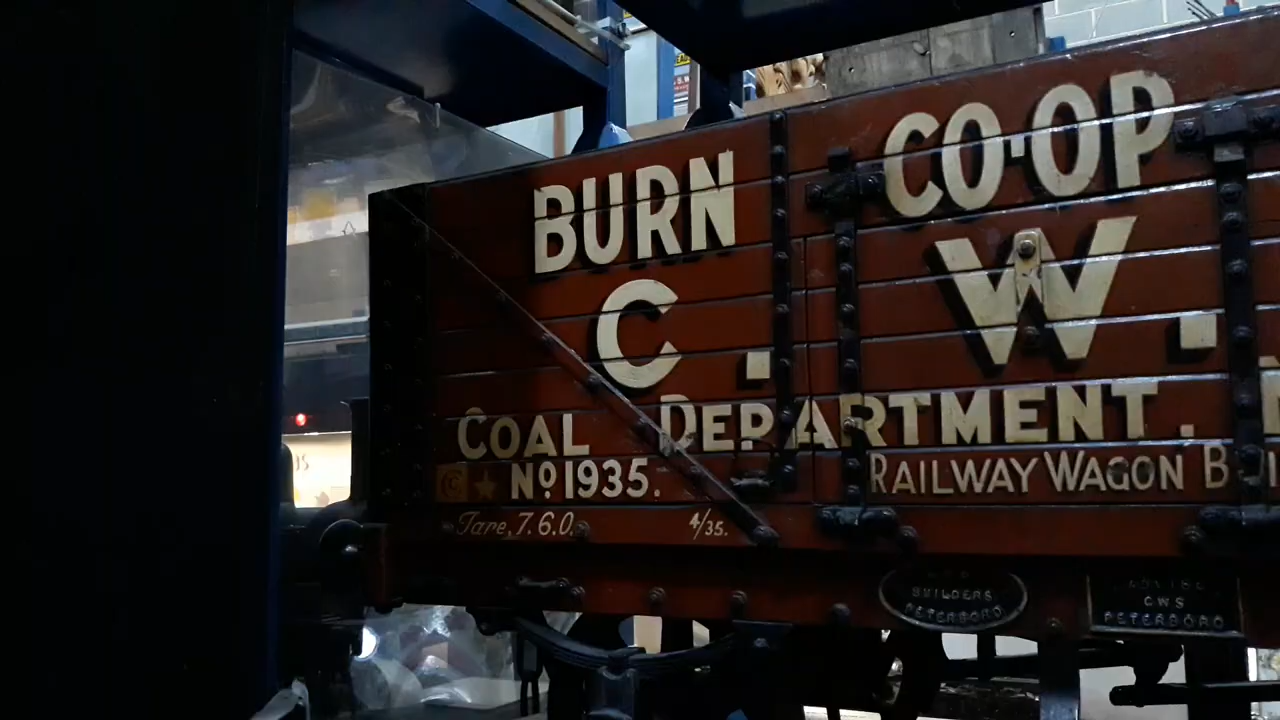 BURN CO-OP
C. W.
COAL DEPARTMENT.
RAILWAY WAGON
Nº 1935.
Tare, 7.6.0.
4/35.
BUILDERS
PETERBORO
CWS
PETERBORO